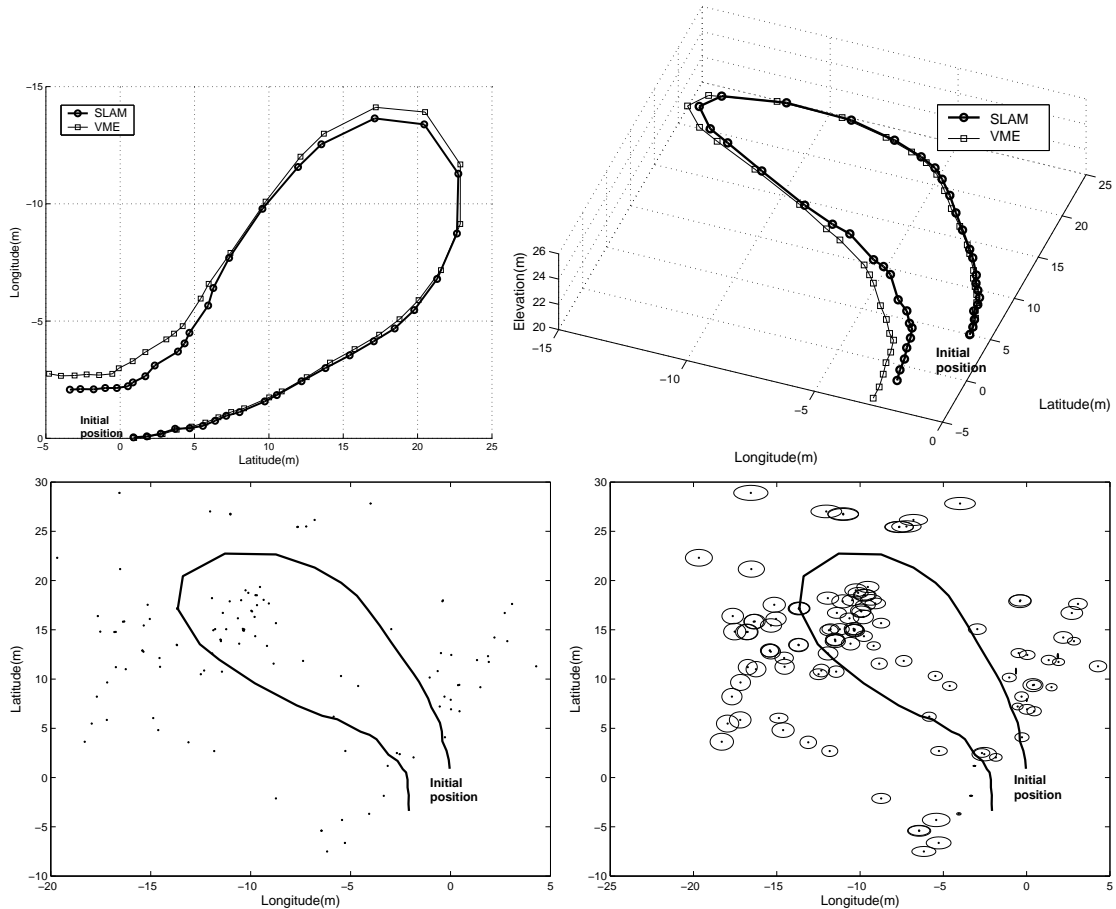 −15
−10
−5
0
−5
0
5
10
15
20
25
Longitude(m)
Latitude(m)
SLAM
VME
Initial
position
SLAM
VME
26
24
22
20
Elevation(m)
−15
−10
−5
0
Longitude(m)
−5
0
5
10
15
20
25
Latitude(m)
Initial
position
30
25
20
15
10
5
0
−5
−10
−20
−15
−10
−5
0
5
Latitude(m)
Longitude(m)
Initial
position
30
25
20
15
10
5
0
−5
−10
−25
−20
−15
−10
−5
0
5
Latitude(m)
Longitude(m)
Initial
position